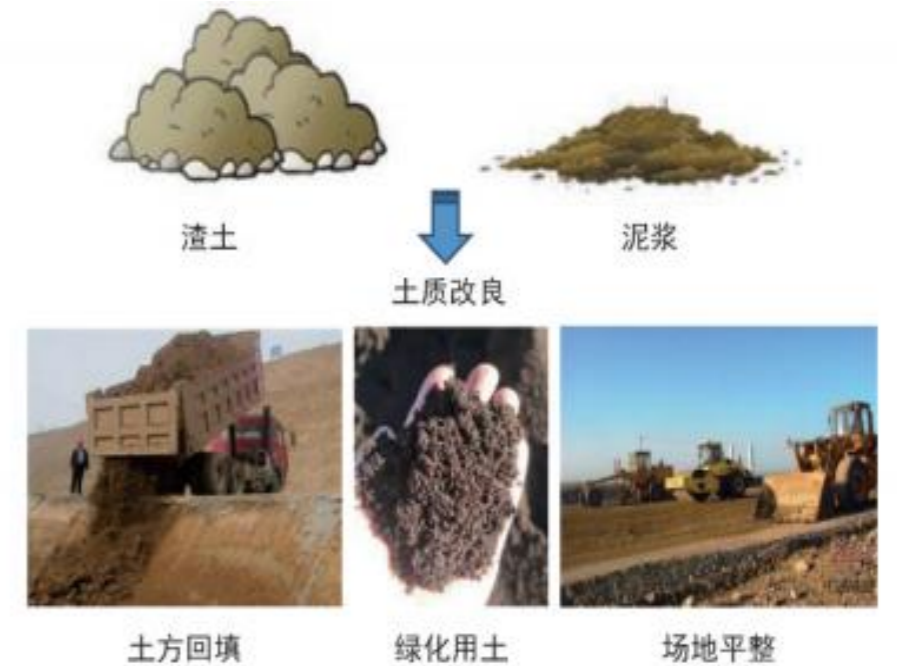 渣土
泥浆
土质改良
土方回填
绿化用土
场地平整